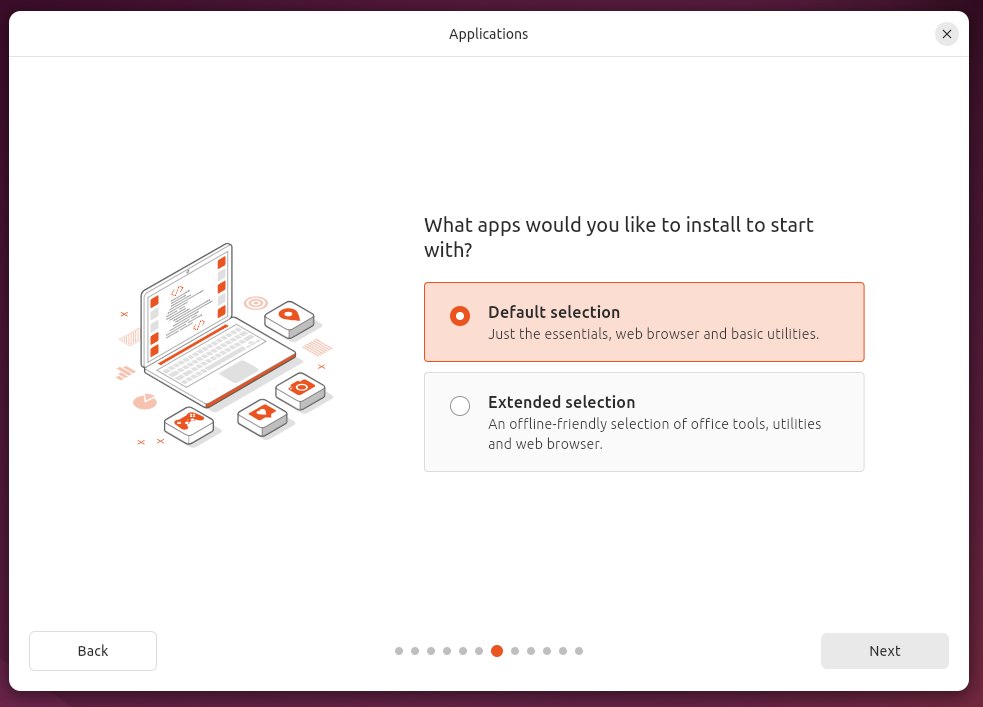 Applications
What apps would you like to install to start
with?
Default selection
Just the essentials, web browser and basic utilities.
Extended selection
An offline-friendly selection of office tools, utilities
and web browser.
Back
Next